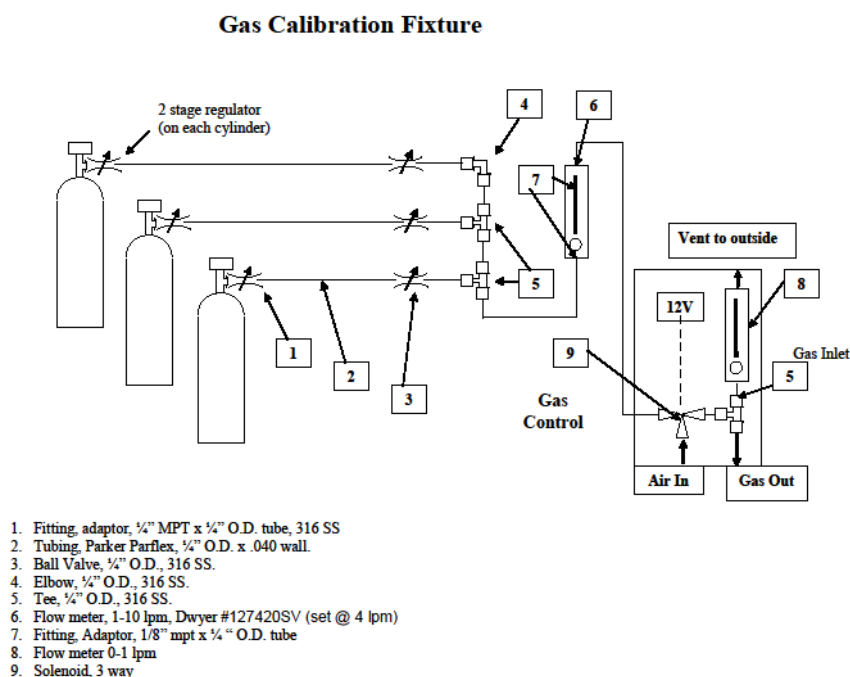 Gas Calibration Fixture
2 stage regulator
(on each cylinder)
4
6
7
Vent to outside
5
8
12V
1
9
Gas Inlet
2
5
3
Gas
Control
Air In
Gas Out
1. Fitting, adaptor, ¼” MPT x ¼” O.D. tube, 316 SS
2. Tubing, Parker Parflex, ¼” O.D. x .040 wall.
3. Ball Valve, ¼” O.D., 316 SS.
4. Elbow, ¼” O.D., 316 SS.
5. Tee, ¼” O.D., 316 SS.
6. Flow meter, 1-10 lpm, Dwyer #127420SV (set @ 4 lpm)
7. Fitting, Adaptor, 1/8” mpt x ¼ “ O.D. tube
8. Flow meter 0-1 lpm
9. Solenoid, 3 way